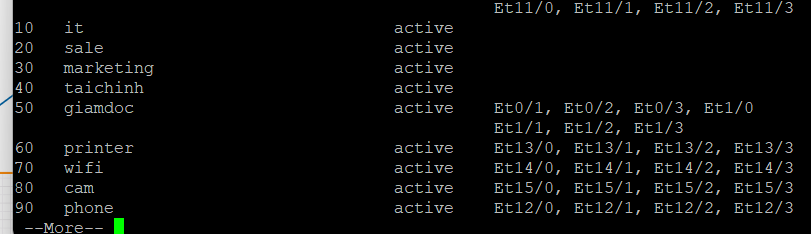 Et11/0, Et11/1, Et11/2, Et11/3
10 it active
20 sale active
30 marketing active
40 taichinh active
50 giamdoc active Et0/1, Et0/2, Et0/3, Et1/0
Et1/1, Et1/2, Et1/3
60 printer active Et13/0, Et13/1, Et13/2, Et13/3
70 wifi active Et14/0, Et14/1, Et14/2, Et14/3
80 cam active Et15/0, Et15/1, Et15/2, Et15/3
90 phone active Et12/0, Et12/1, Et12/2, Et12/3
--More--